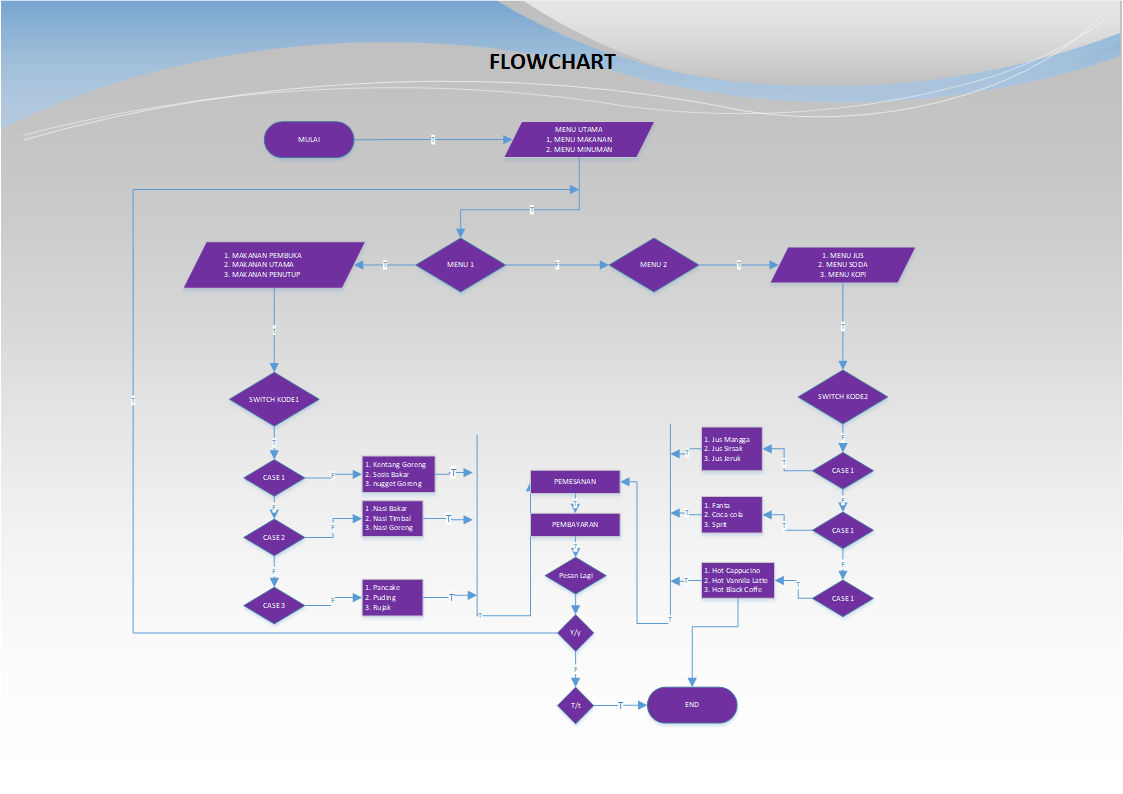 FLOWCHART
MULAI
T
MENU UTAMA
1, MENU MAKANAN
2. MENU MINUMAN
T
1. MAKANAN PEMBUKA
2. MAKANAN UTAMA
3. MAKANAN PENUTUP
T
MENU 1
F
MENU 2
T
1. MENU JUS
2. MENU SODA
3. MENU KOPI
T
T
SWITCH KODE1
SWITCH KODE2
T
F
CASE 1
F
1. Kentang Goreng
2. Sosis Bakar
3. nugget Goreng
T
F
CASE 2
F
1 .Nasi Bakar
2. Nasi Timbal
3. Nasi Goreng
T
F
CASE 3
F
1. Pancake
2. Puding
3. Rujak
T
T
PEMESANAN
T
PEMBAYARAN
T
Pesan Lagi
Y/y
F
T/t
T
END
T
1. Jus Mangga
2. Jus Sirsak
3. Jus Jeruk
T
CASE 1
F
T
1. Fanta
2. Coca cola
3. Sprit
T
CASE 1
F
T
1. Hot Cappucino
2. Hot Vannila Latte
3. Hot Black Coffe
T
CASE 1
T